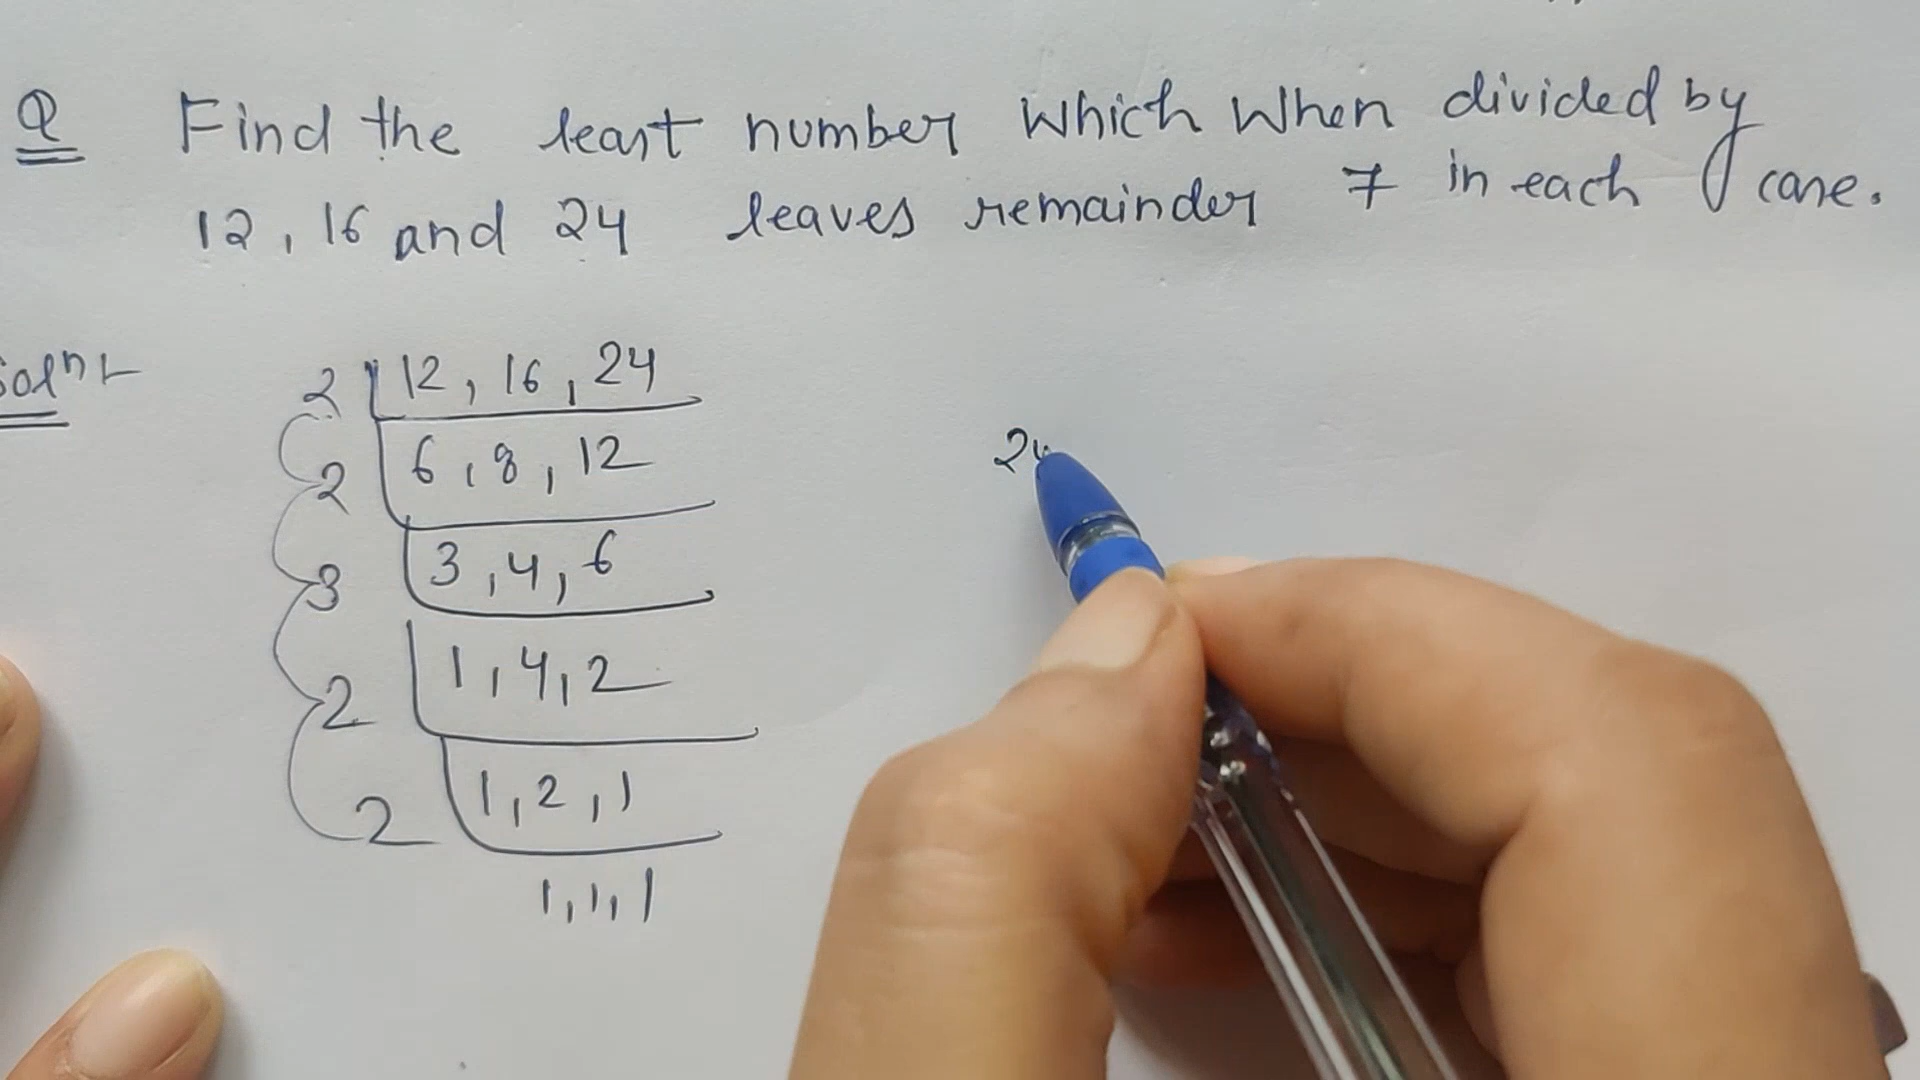 Q Find the least number which when divided by
12, 16 and 24 leaves remainder 7 in each case.
Soln:-
2 | 12, 16, 24
2 | 6, 8, 12
3 | 3, 4, 6
2 | 1, 4, 2
2 | 1, 2, 1
1, 1, 1
24